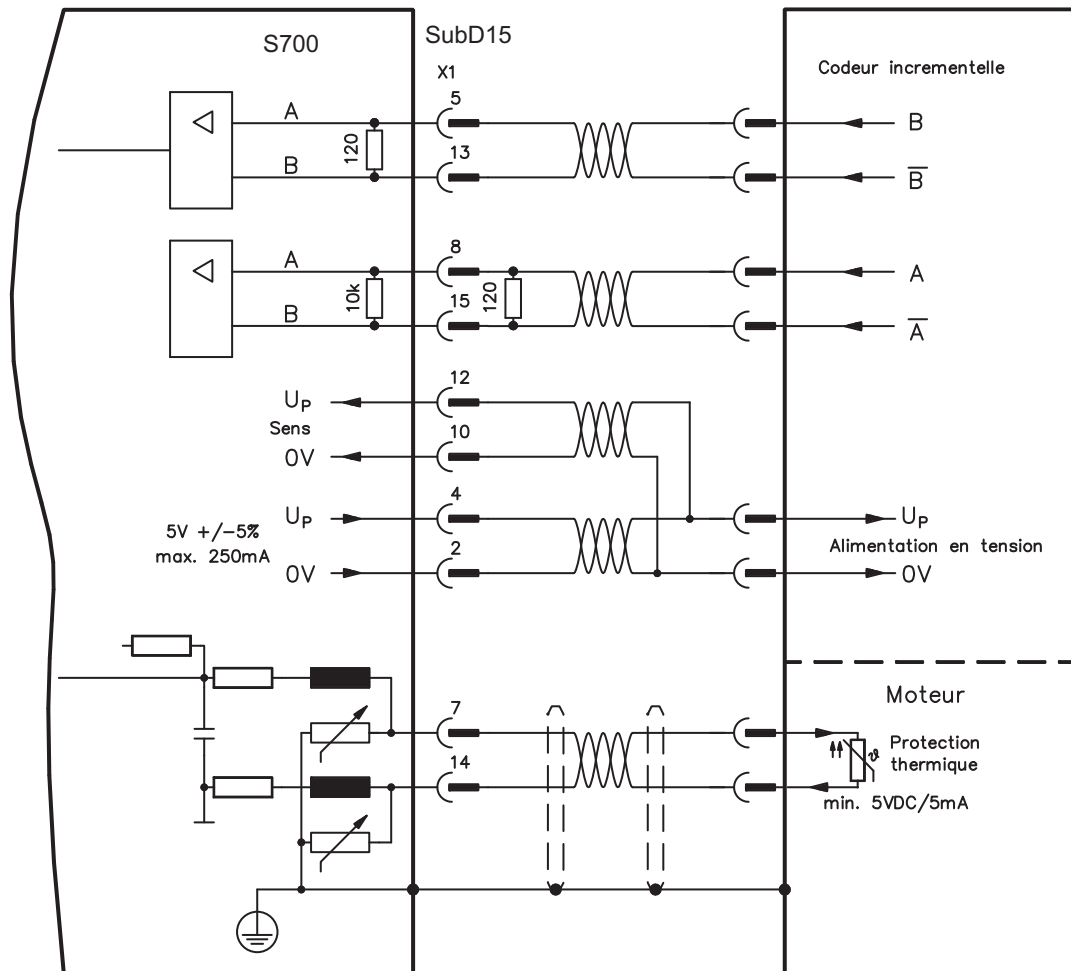 S700
SubD15
X1
Codeur incrementelle
A
5
B
120
B
13
B̅
A
8
A
10k
120
B
15
A̅
UP
12
Sens
0V
10
5V +/-5%
max. 250mA
UP
4
UP
Alimentation en tension
0V
2
0V
Moteur
7
Protection
thermique
ϑ
14
min. 5VDC/5mA